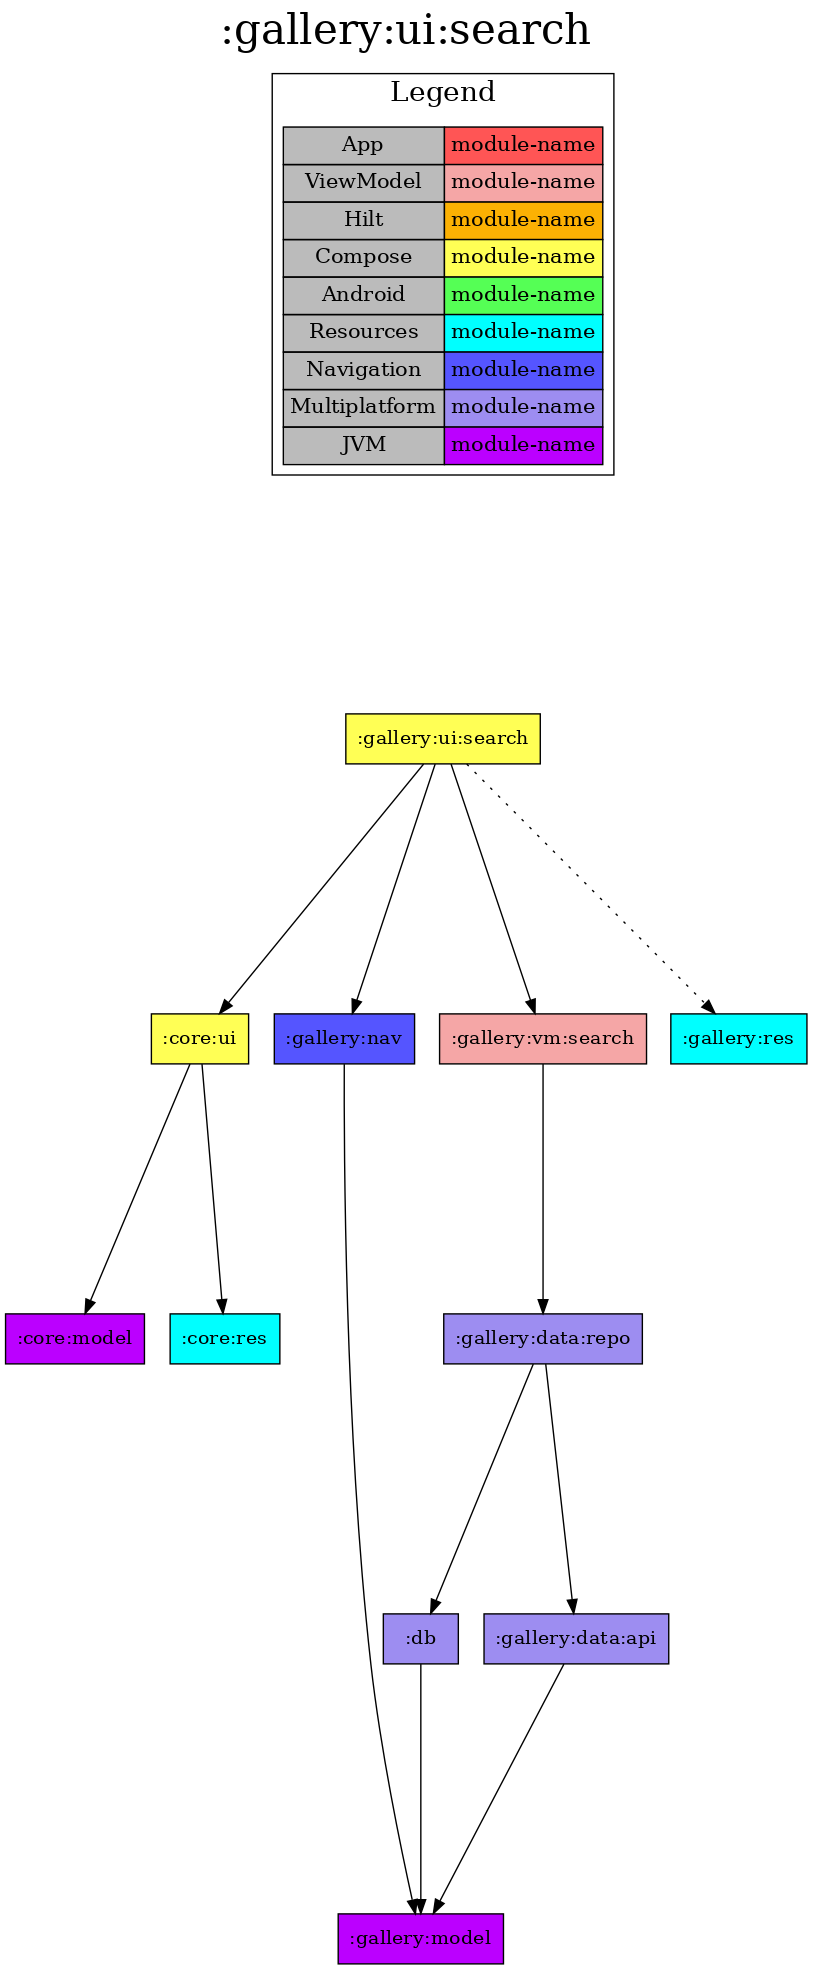 :gallery:ui:search
Legend
App module-name
ViewModel module-name
Hilt module-name
Compose module-name
Android module-name
Resources module-name
Navigation module-name
Multiplatform module-name
JVM module-name
:gallery:ui:search
:core:ui :gallery:nav :gallery:vm:search :gallery:res
:core:model :core:res :gallery:data:repo
:db :gallery:data:api
:gallery:model